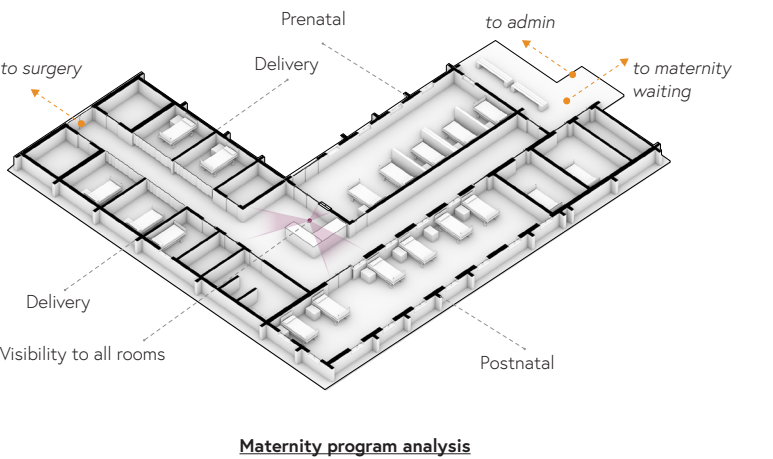 Prenatal
to admin
Delivery
to surgery
to maternity
waiting
Delivery
Visibility to all rooms
Postnatal
Maternity program analysis